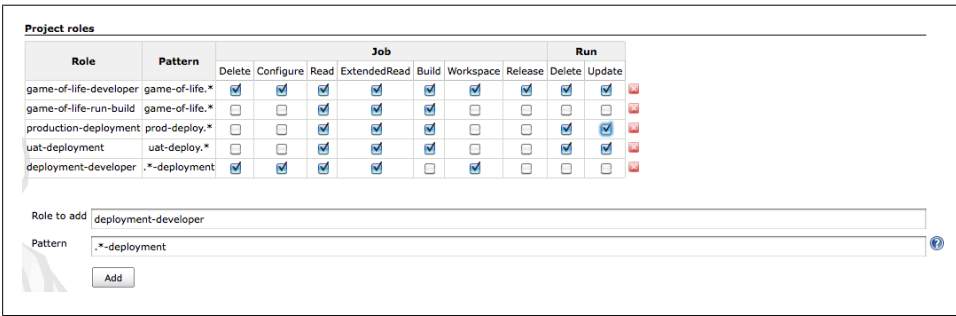 Project roles
Role Pattern Job Run
Delete Configure Read ExtendedRead Build Workspace Release Delete Update
game-of-life-developer game-of-life.*
game-of-life-run-build game-of-life.*
production-deployment prod-deploy.*
uat-deployment uat-deploy.*
deployment-developer .*-deployment
Role to add deployment-developer
Pattern .*-deployment
Add